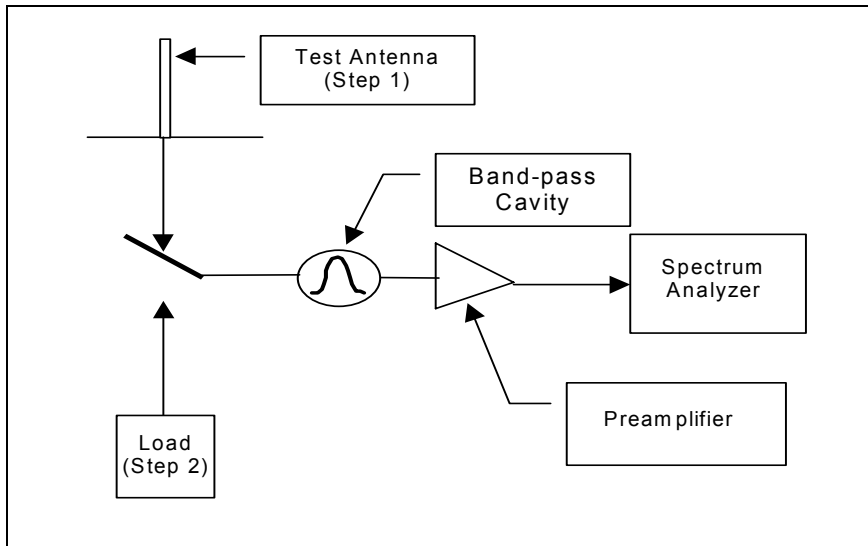 Test Antenna
(Step 1)
Band-pass
Cavity
Spectrum
Analyzer
Preamplifier
Load
(Step 2)